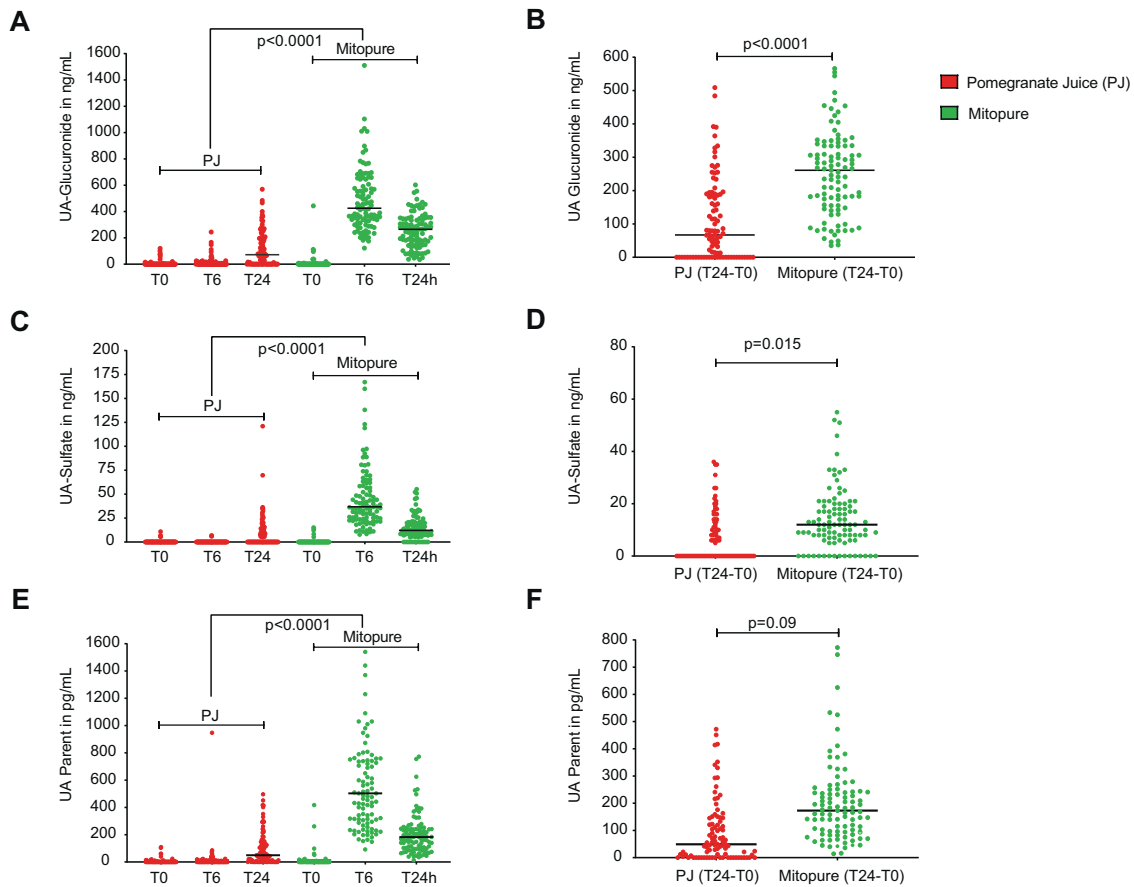 A
UA-Glucuronide in ng/mL
1600
1400
1200
1000
800
600
400
200
0
p<0.0001
Mitopure
PJ
T0
T6
T24
T0
T6
T24h
B
UA Glucuronide in ng/mL
600
500
400
300
200
100
0
p<0.0001
PJ (T24-T0)
Mitopure (T24-T0)
Pomegranate Juice (PJ)
Mitopure
C
UA-Sulfate in ng/mL
200
175
150
125
100
75
50
25
0
p<0.0001
Mitopure
PJ
T0
T6
T24
T0
T6
T24h
D
UA-Sulfate in ng/mL
80
60
40
20
0
p=0.015
PJ (T24-T0)
Mitopure (T24-T0)
E
UA Parent in pg/mL
1600
1400
1200
1000
800
600
400
200
0
p<0.0001
Mitopure
PJ
T0
T6
T24
T0
T6
T24h
F
UA Parent in pg/mL
800
700
600
500
400
300
200
100
0
p=0.09
PJ (T24-T0)
Mitopure (T24-T0)